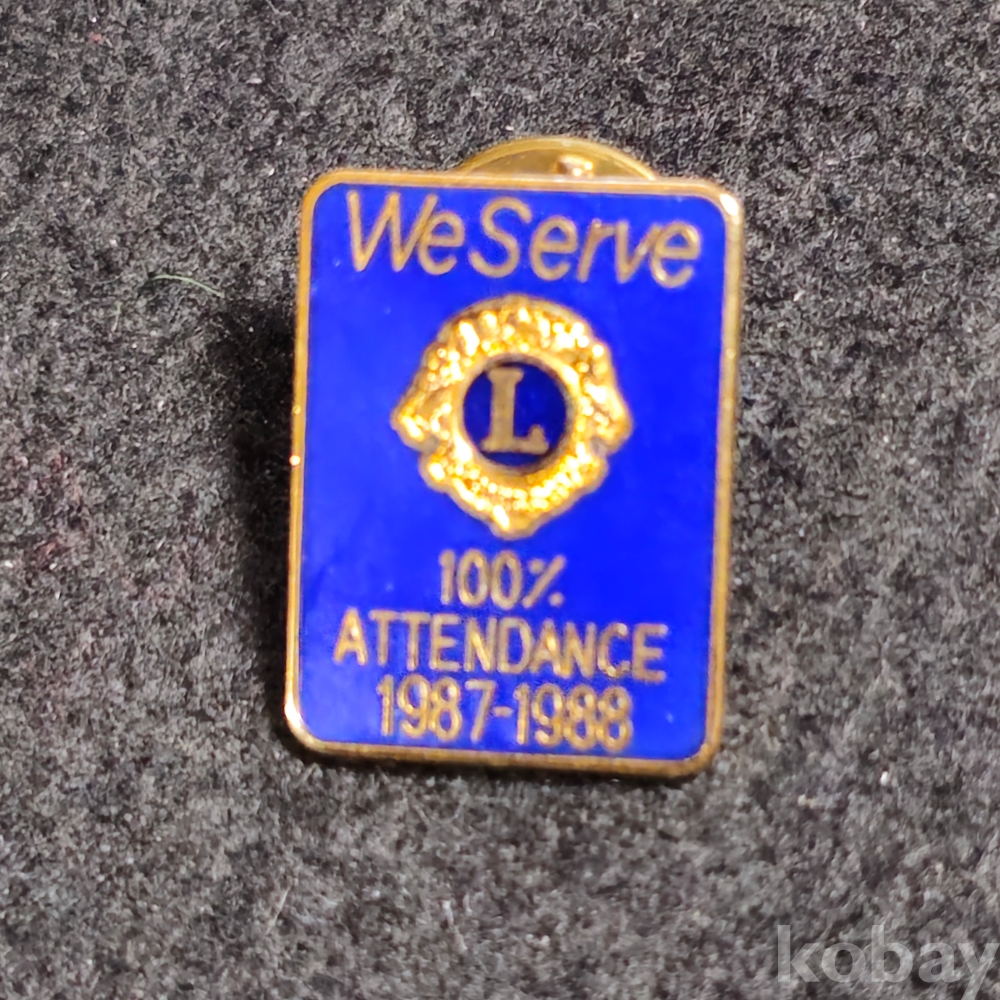 We Serve
L
100%
ATTENDANCE
1987-1988
kobay